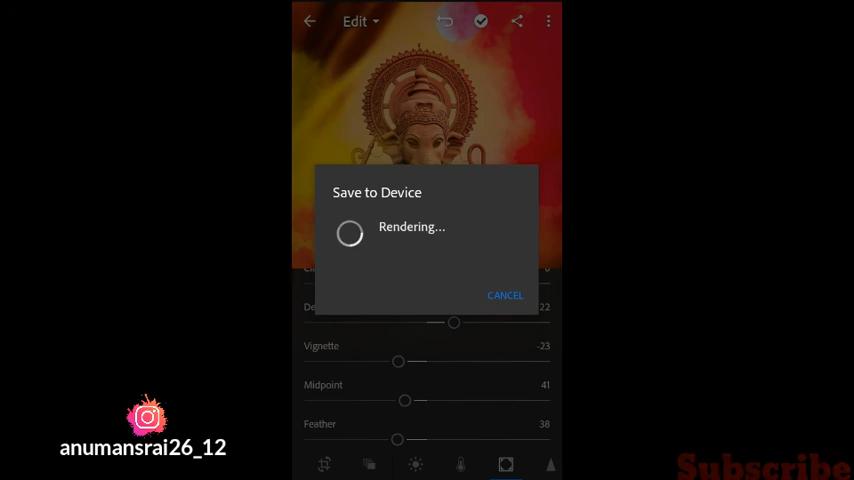 Edit
Save to Device
Rendering...
CANCEL
22
Vignette
-23
Midpoint
41
Feather
38
anumansrai26_12
Subscribe